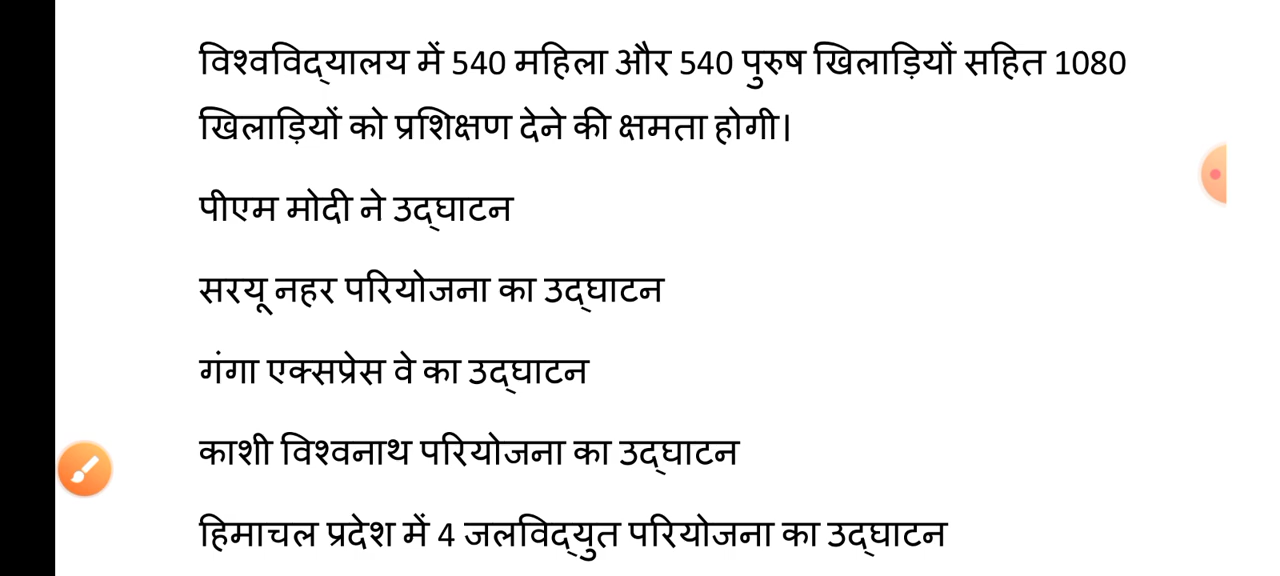 विश्वविद्यालय में 540 महिला और 540 पुरुष खिलाड़ियों सहित 1080
खिलाड़ियों को प्रशिक्षण देने की क्षमता होगी।
पीएम मोदी ने उद्घाटन
सरयू नहर परियोजना का उद्घाटन
गंगा एक्सप्रेस वे का उद्घाटन
काशी विश्वनाथ परियोजना का उद्घाटन
हिमाचल प्रदेश में 4 जलविद्युत परियोजना का उद्घाटन